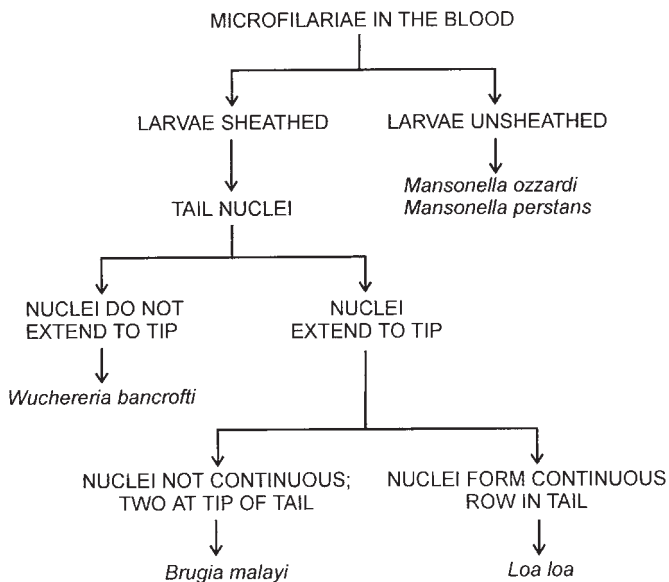 MICROFILARIAE IN THE BLOOD
LARVAE SHEATHED
LARVAE UNSHEATHED
Mansonella ozzardi
Mansonella perstans
TAIL NUCLEI
NUCLEI DO NOT
EXTEND TO TIP
NUCLEI
EXTEND TO TIP
Wuchereria bancrofti
NUCLEI NOT CONTINUOUS;
TWO AT TIP OF TAIL
NUCLEI FORM CONTINUOUS
ROW IN TAIL
Brugia malayi
Loa loa